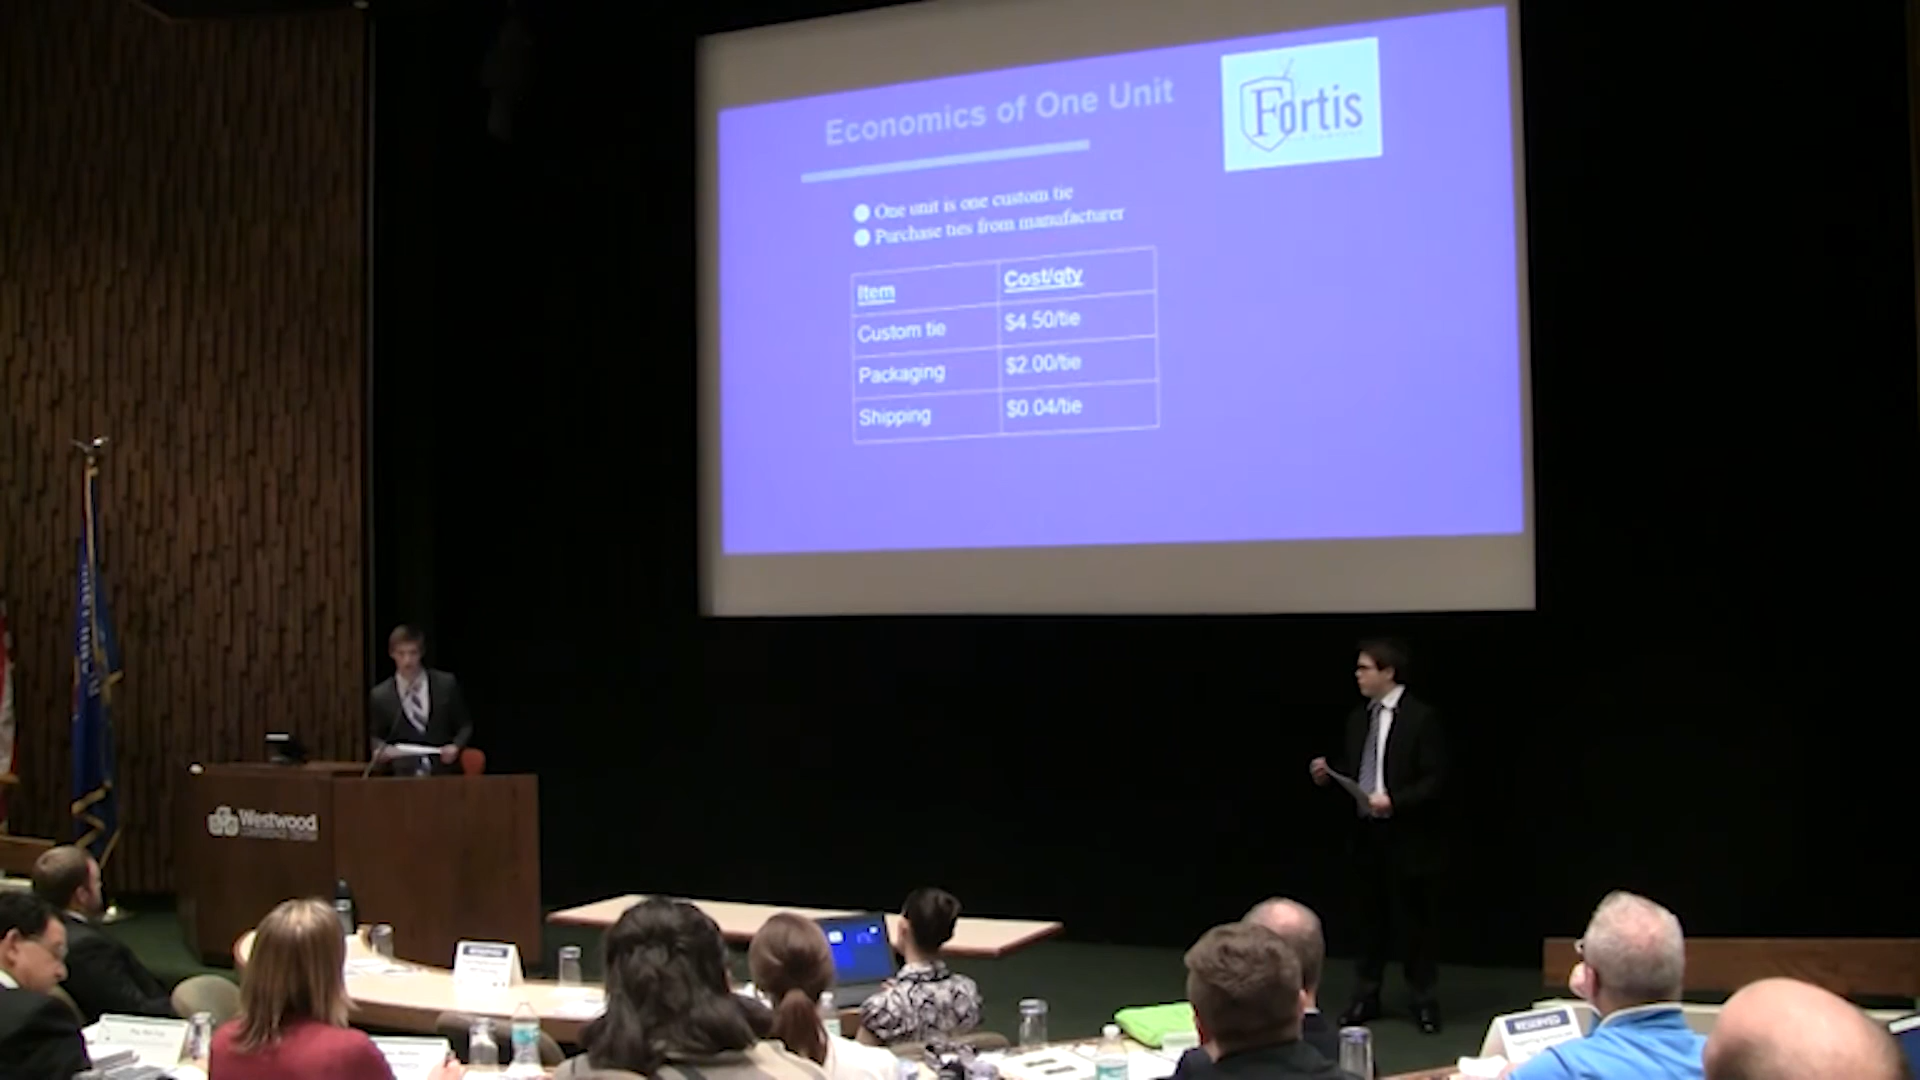 Economics of One Unit
Fortis
One unit is one custom tie
Purchase ties from manufacturer
Item Cost/qty
Custom tie $4.50/tie
Packaging $2.00/tie
Shipping $0.04/tie
Westwood
RESERVED